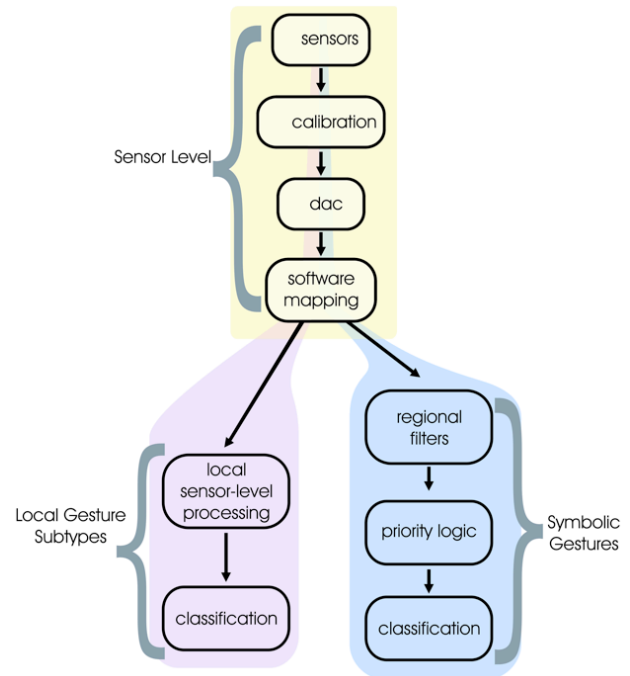 sensors
calibration
Sensor Level
dac
software
mapping
regional
filters
local
sensor-level
processing
Local Gesture
Subtypes
priority logic
Symbolic
Gestures
classification
classification